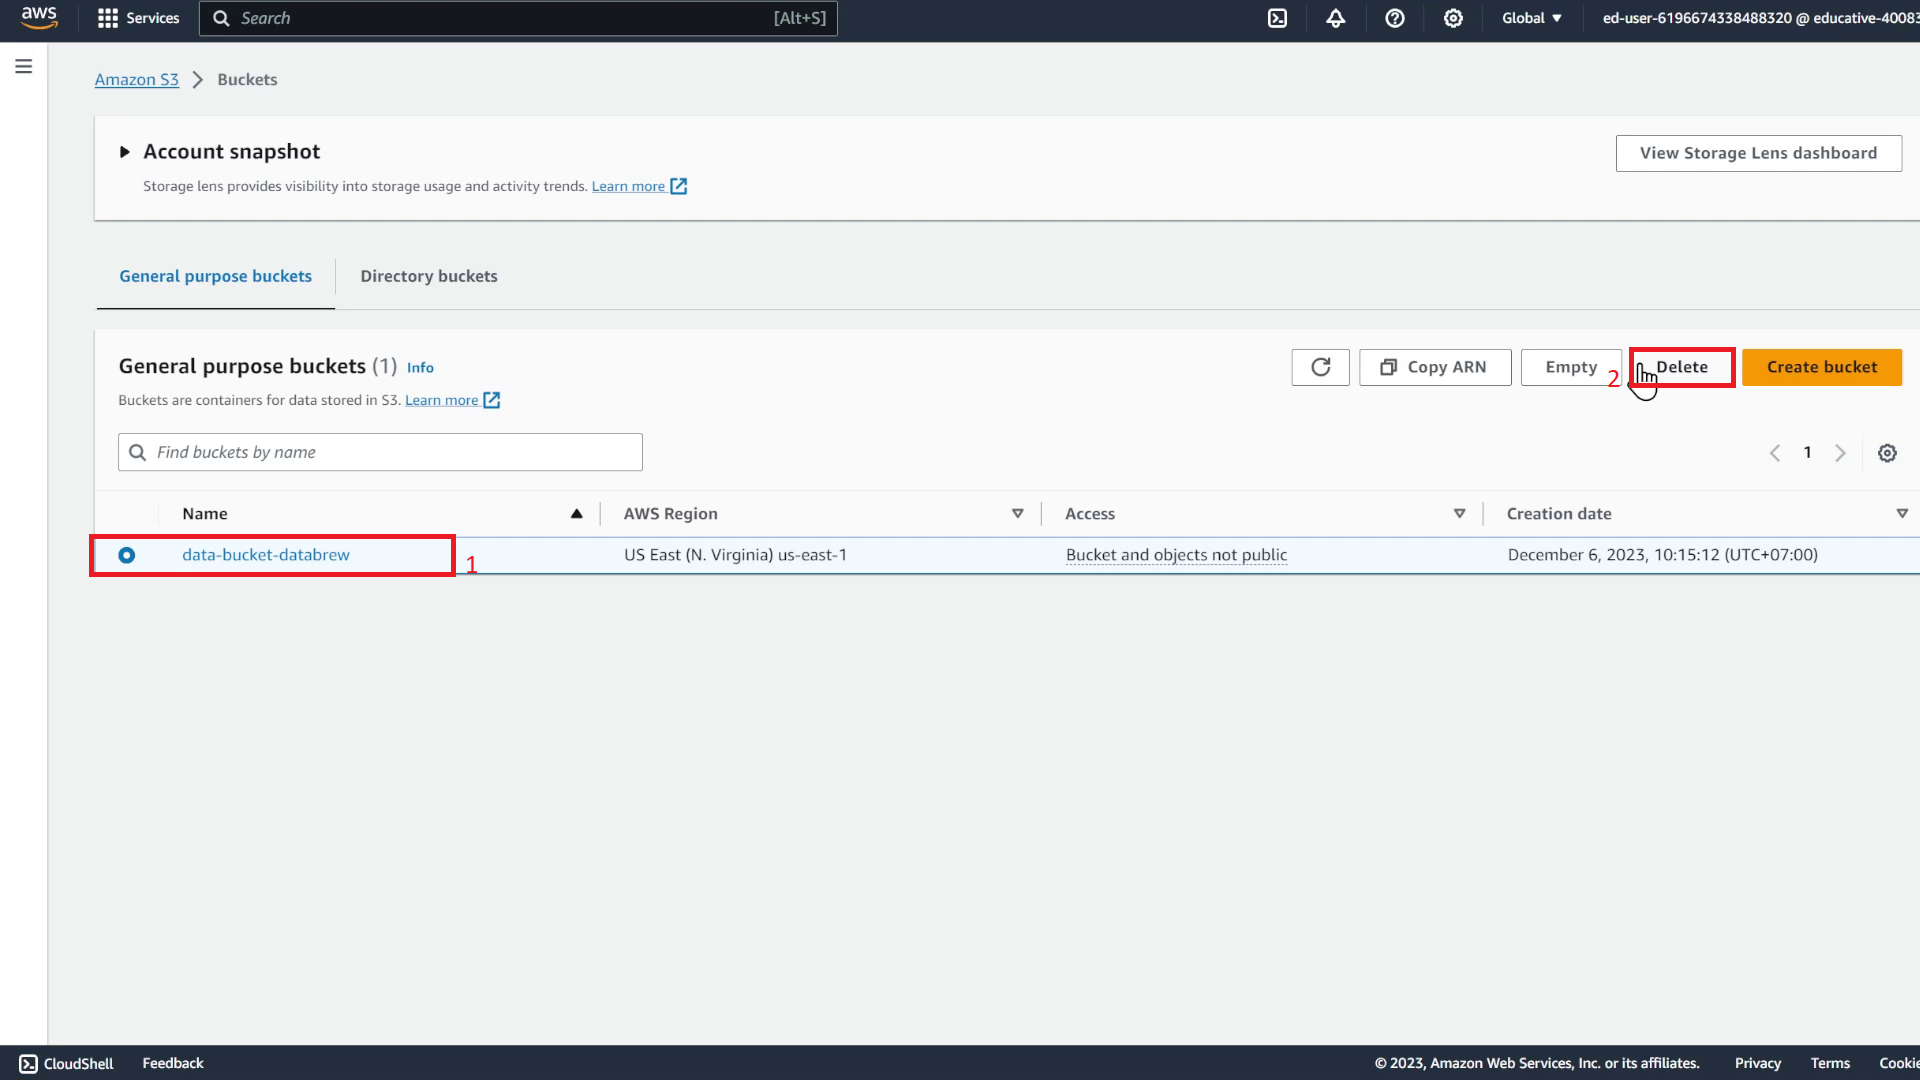 aws Services Search [Alt+S] Global ed-user-6196674338488320 @ educative-40083
Amazon S3 Buckets
Account snapshot
View Storage Lens dashboard
Storage lens provides visibility into storage usage and activity trends. Learn more
General purpose buckets Directory buckets
General purpose buckets (1) Info
Copy ARN Empty 2 Delete Create bucket
Buckets are containers for data stored in S3. Learn more
Find buckets by name
1
Name AWS Region Access Creation date
data-bucket-databrew 1 US East (N. Virginia) us-east-1 Bucket and objects not public December 6, 2023, 10:15:12 (UTC+07:00)
CloudShell Feedback © 2023, Amazon Web Services, Inc. or its affiliates. Privacy Terms Cookie